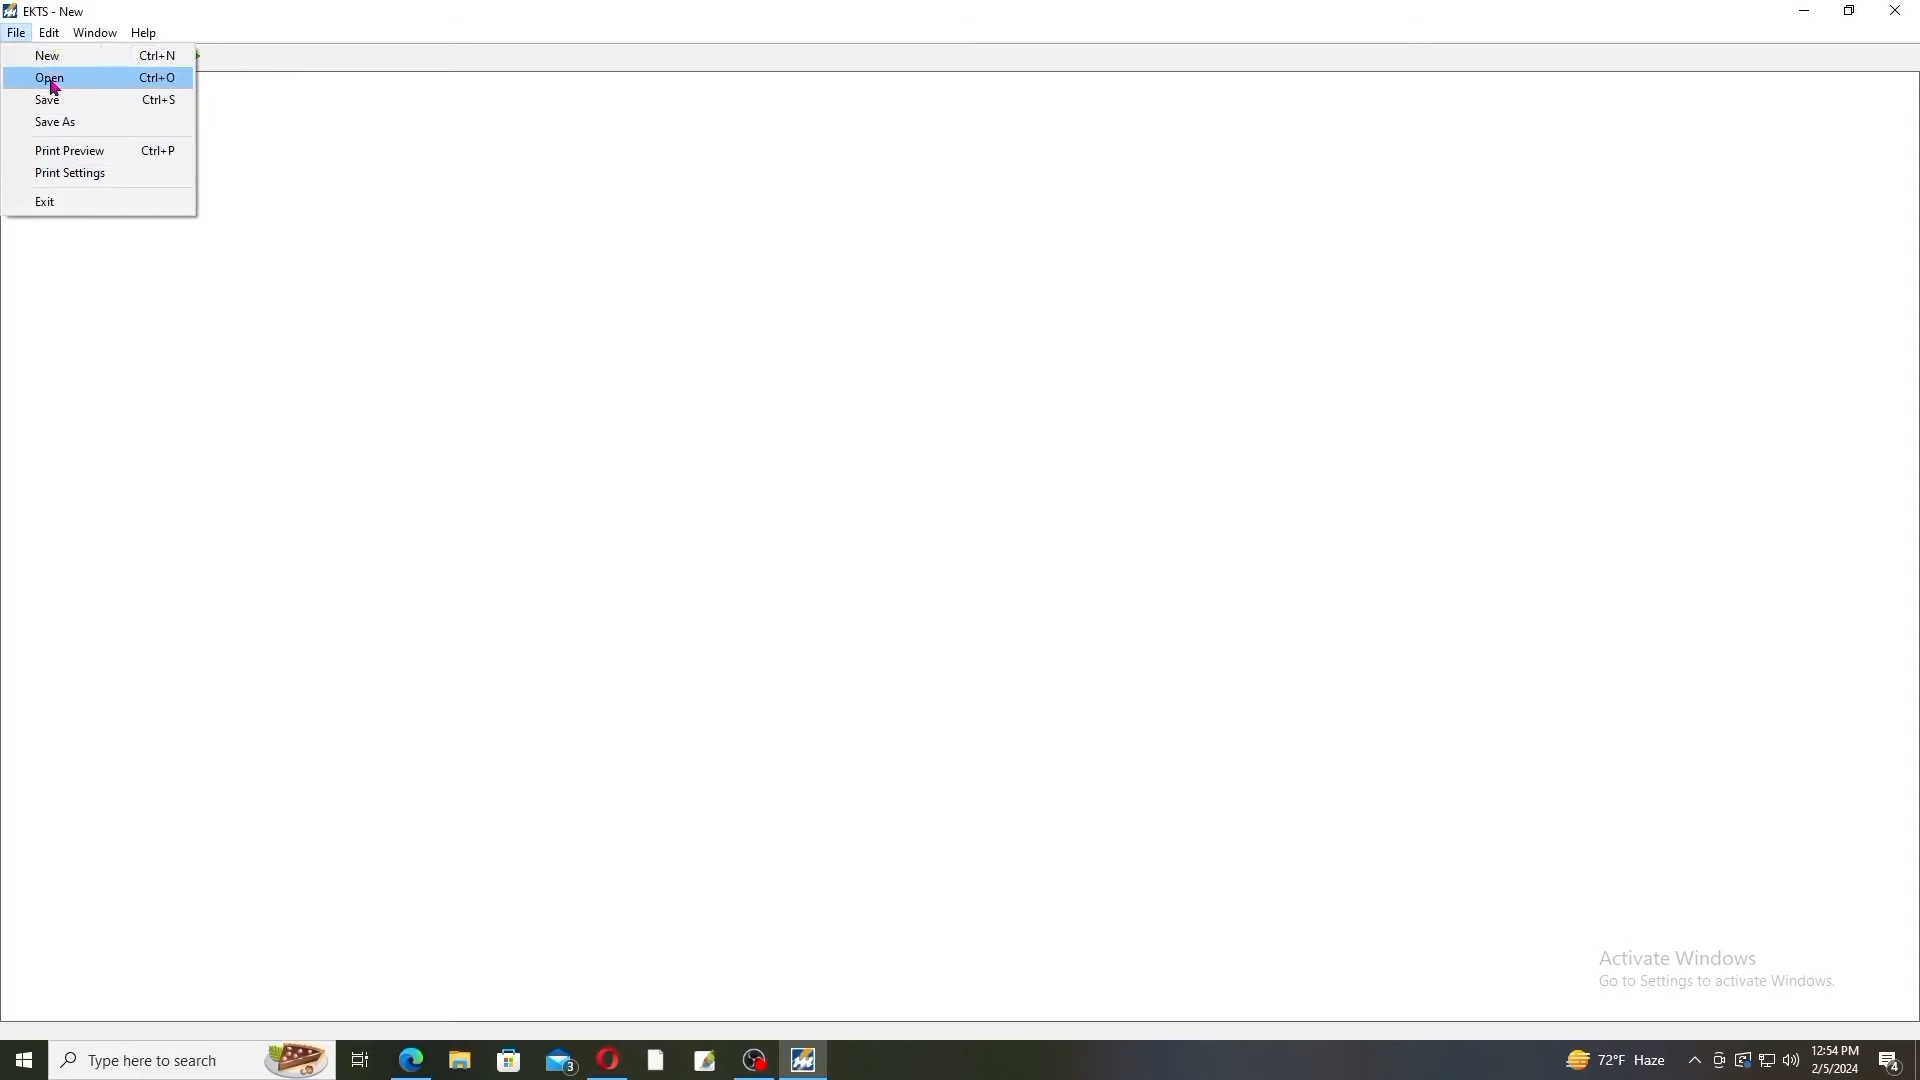 EKTS - New
File Edit Window Help
New Ctrl+N
Open Ctrl+O
Save Ctrl+S
Save As
Print Preview Ctrl+P
Print Settings
Exit
Activate Windows
Go to Settings to activate Windows.
Type here to search
3
72°F Haze
12:54 PM
2/5/2024
4